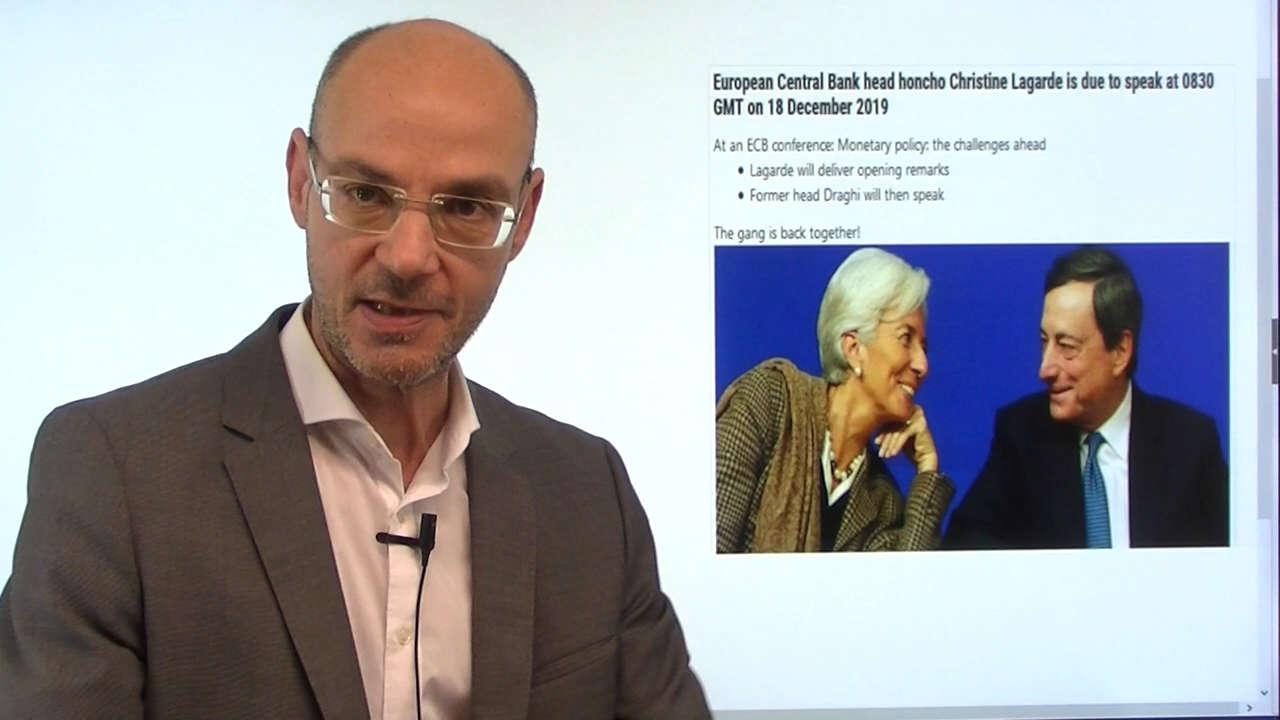 European Central Bank head honcho Christine Lagarde is due to speak at 0830
GMT on 18 December 2019
At an ECB conference: Monetary policy: the challenges ahead
• Lagarde will deliver opening remarks
• Former head Draghi will then speak
The gang is back together!